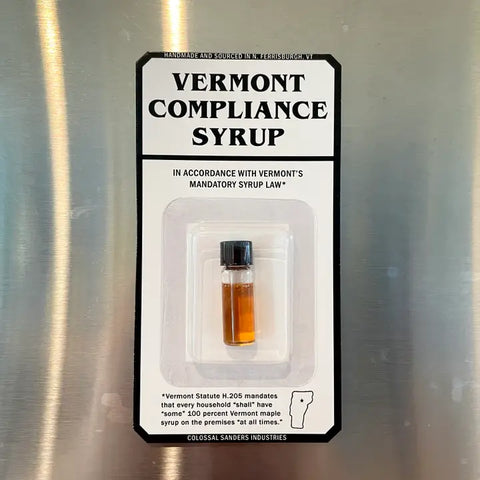 HANDMADE AND SOURCED IN N. FERRISBURGH, VT
VERMONT
COMPLIANCE
SYRUP
IN ACCORDANCE WITH VERMONT'S
MANDATORY SYRUP LAW*
*Vermont Statute H.205 mandates
that every household "shall" have
"some" 100 percent Vermont maple
syrup on the premises "at all times."
COLOSSAL SANDERS INDUSTRIES